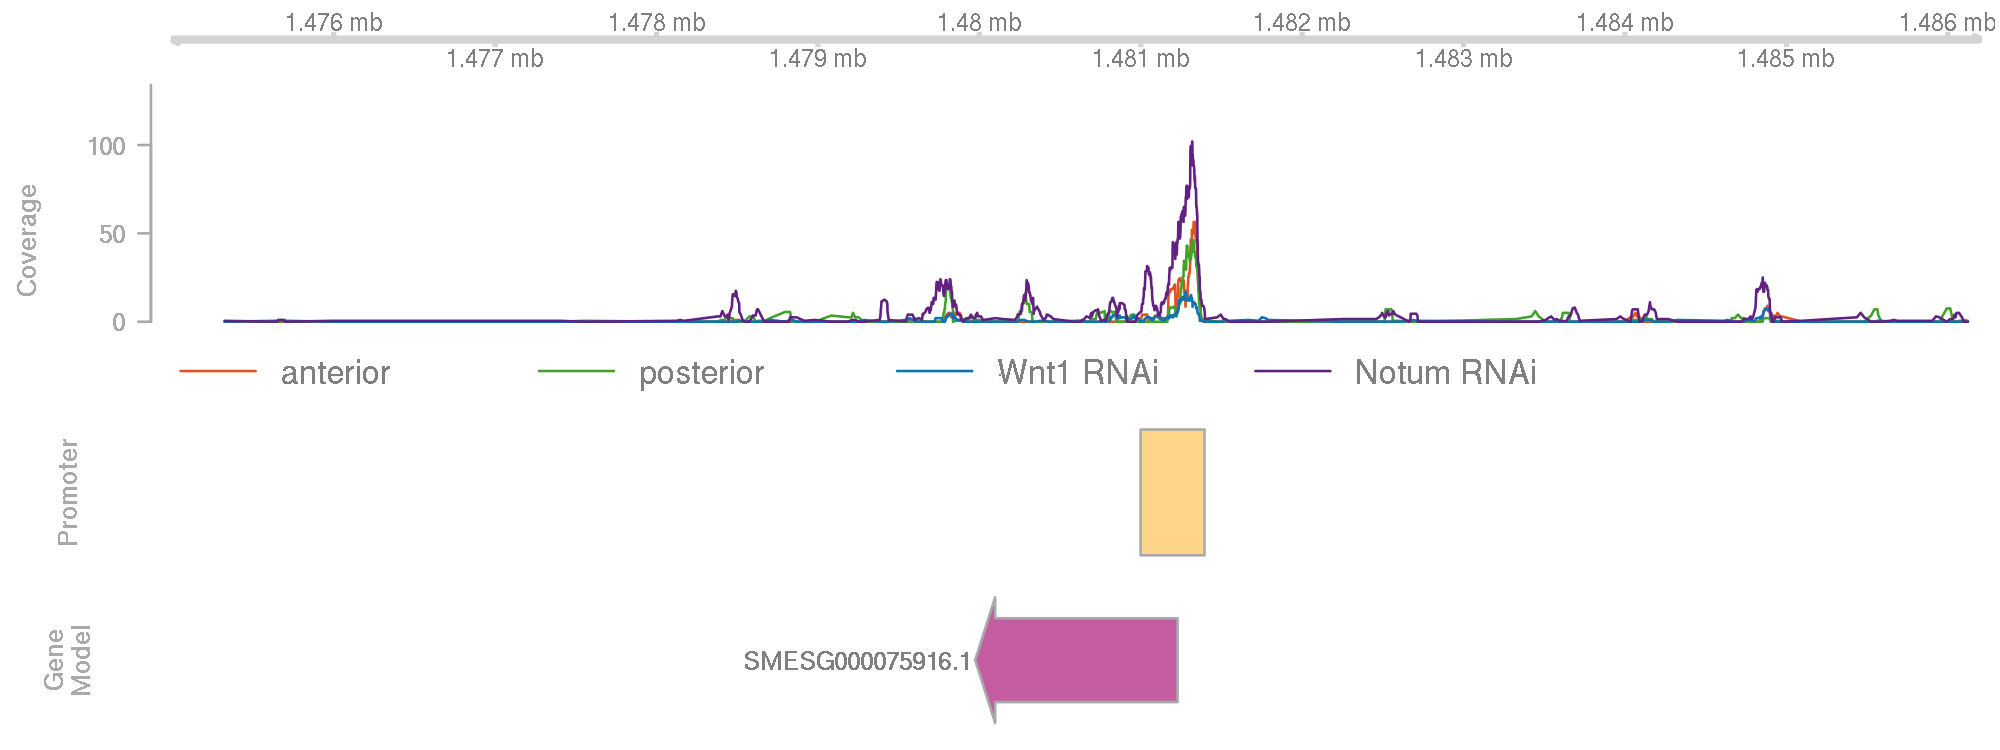 1.476 mb 1.478 mb 1.48 mb 1.482 mb 1.484 mb 1.486 mb
1.477 mb 1.479 mb 1.481 mb 1.483 mb 1.485 mb
Coverage
100
50
0
anterior posterior Wnt1 RNAi Notum RNAi
Promoter
Gene
Model
SMESG000075916.1